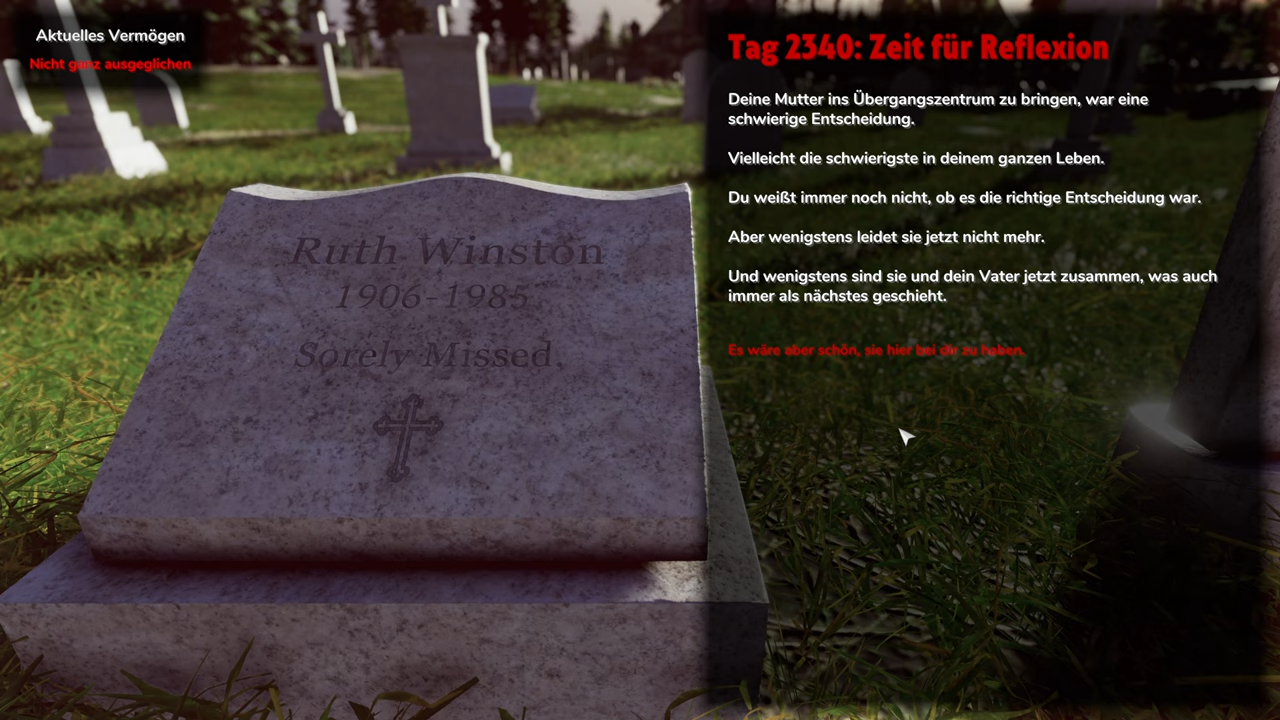 Aktuelles Vermögen
Nicht ganz ausgeglichen
Ruth Winston
1906-1985
Sorely Missed
Tag 2340: Zeit für Reflexion
Deine Mutter ins Übergangszentrum zu bringen, war eine
schwierige Entscheidung.
Vielleicht die schwierigste in deinem ganzen Leben.
Du weißt immer noch nicht, ob es die richtige Entscheidung war.
Aber wenigstens leidet sie jetzt nicht mehr.
Und wenigstens sind sie und dein Vater jetzt zusammen, was auch
immer als nächstes geschieht.
Es wäre aber schön, sie hier bei dir zu haben.